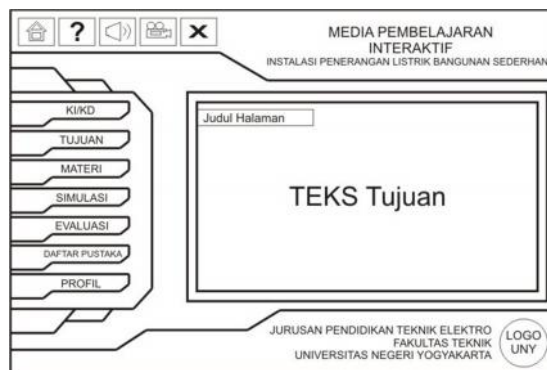 ?
X
MEDIA PEMBELAJARAN
INTERAKTIF
INSTALASI PENERANGAN LISTRIK BANGUNAN SEDERHAN
KI/KD
TUJUAN
MATERI
SIMULASI
EVALUASI
DAFTAR PUSTAKA
PROFIL
Judul Halaman
TEKS Tujuan
JURUSAN PENDIDIKAN TEKNIK ELEKTRO
FAKULTAS TEKNIK
UNIVERSITAS NEGERI YOGYAKARTA
LOGO
UNY